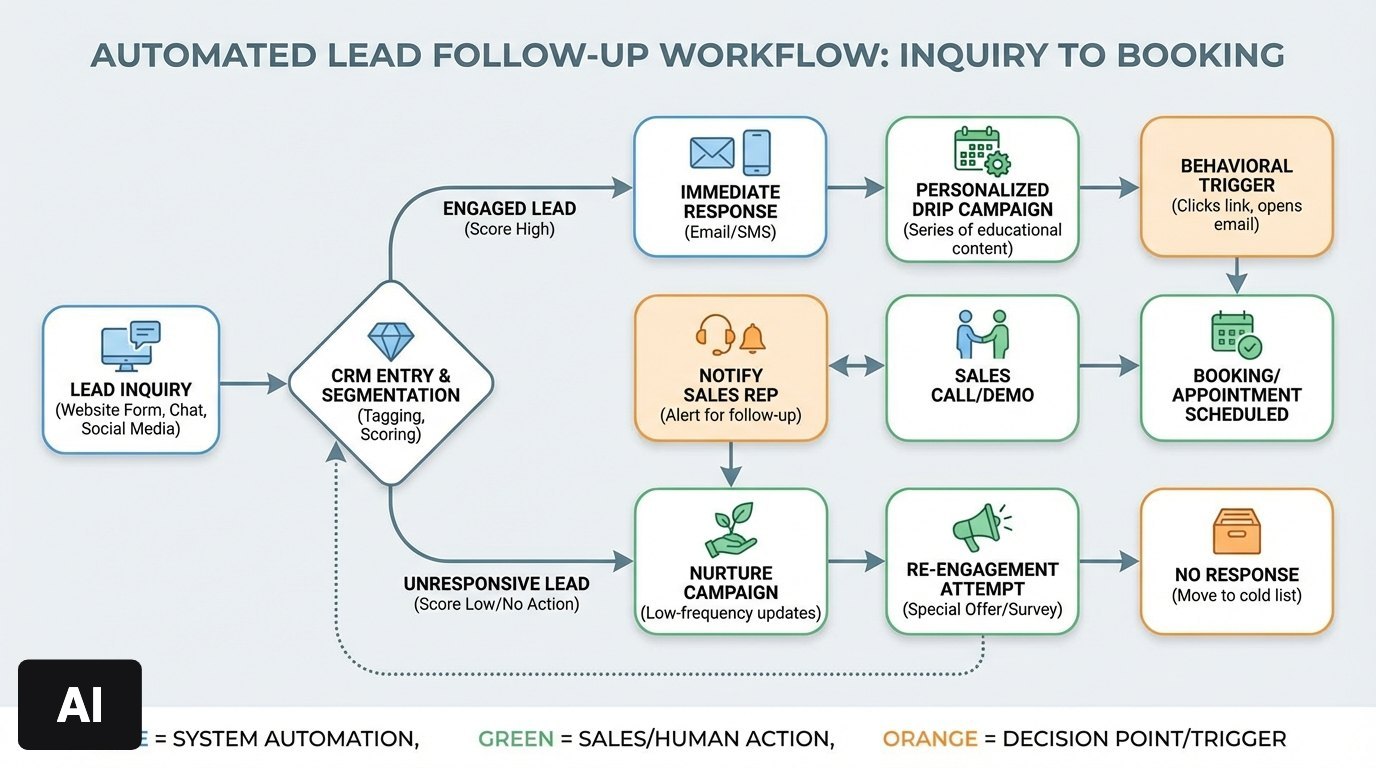 AUTOMATED LEAD FOLLOW-UP WORKFLOW: INQUIRY TO BOOKING
LEAD INQUIRY
(Website Form, Chat,
Social Media)
CRM ENTRY &
SEGMENTATION
(Tagging,
Scoring)
ENGAGED LEAD
(Score High)
IMMEDIATE
RESPONSE
(Email/SMS)
PERSONALIZED
DRIP CAMPAIGN
(Series of educational
content)
BEHAVIORAL
TRIGGER
(Clicks link, opens
email)
NOTIFY
SALES REP
(Alert for follow-up)
SALES
CALL/DEMO
BOOKING/
APPOINTMENT
SCHEDULED
UNRESPONSIVE LEAD
(Score Low/No Action)
NURTURE
CAMPAIGN
(Low-frequency updates)
RE-ENGAGEMENT
ATTEMPT
(Special Offer/Survey)
NO RESPONSE
(Move to cold list)
AI
= SYSTEM AUTOMATION, GREEN = SALES/HUMAN ACTION, ORANGE = DECISION POINT/TRIGGER